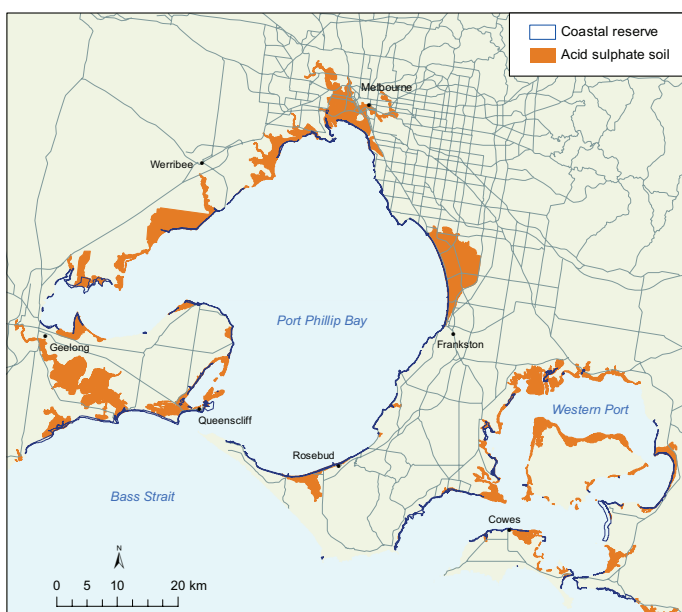 Coastal reserve
Acid sulphate soil
Melbourne
Werribee
Port Phillip Bay
Geelong
Frankston
Queenscliff
Western Port
Rosebud
Bass Strait
Cowes
N
0 5 10 20 km